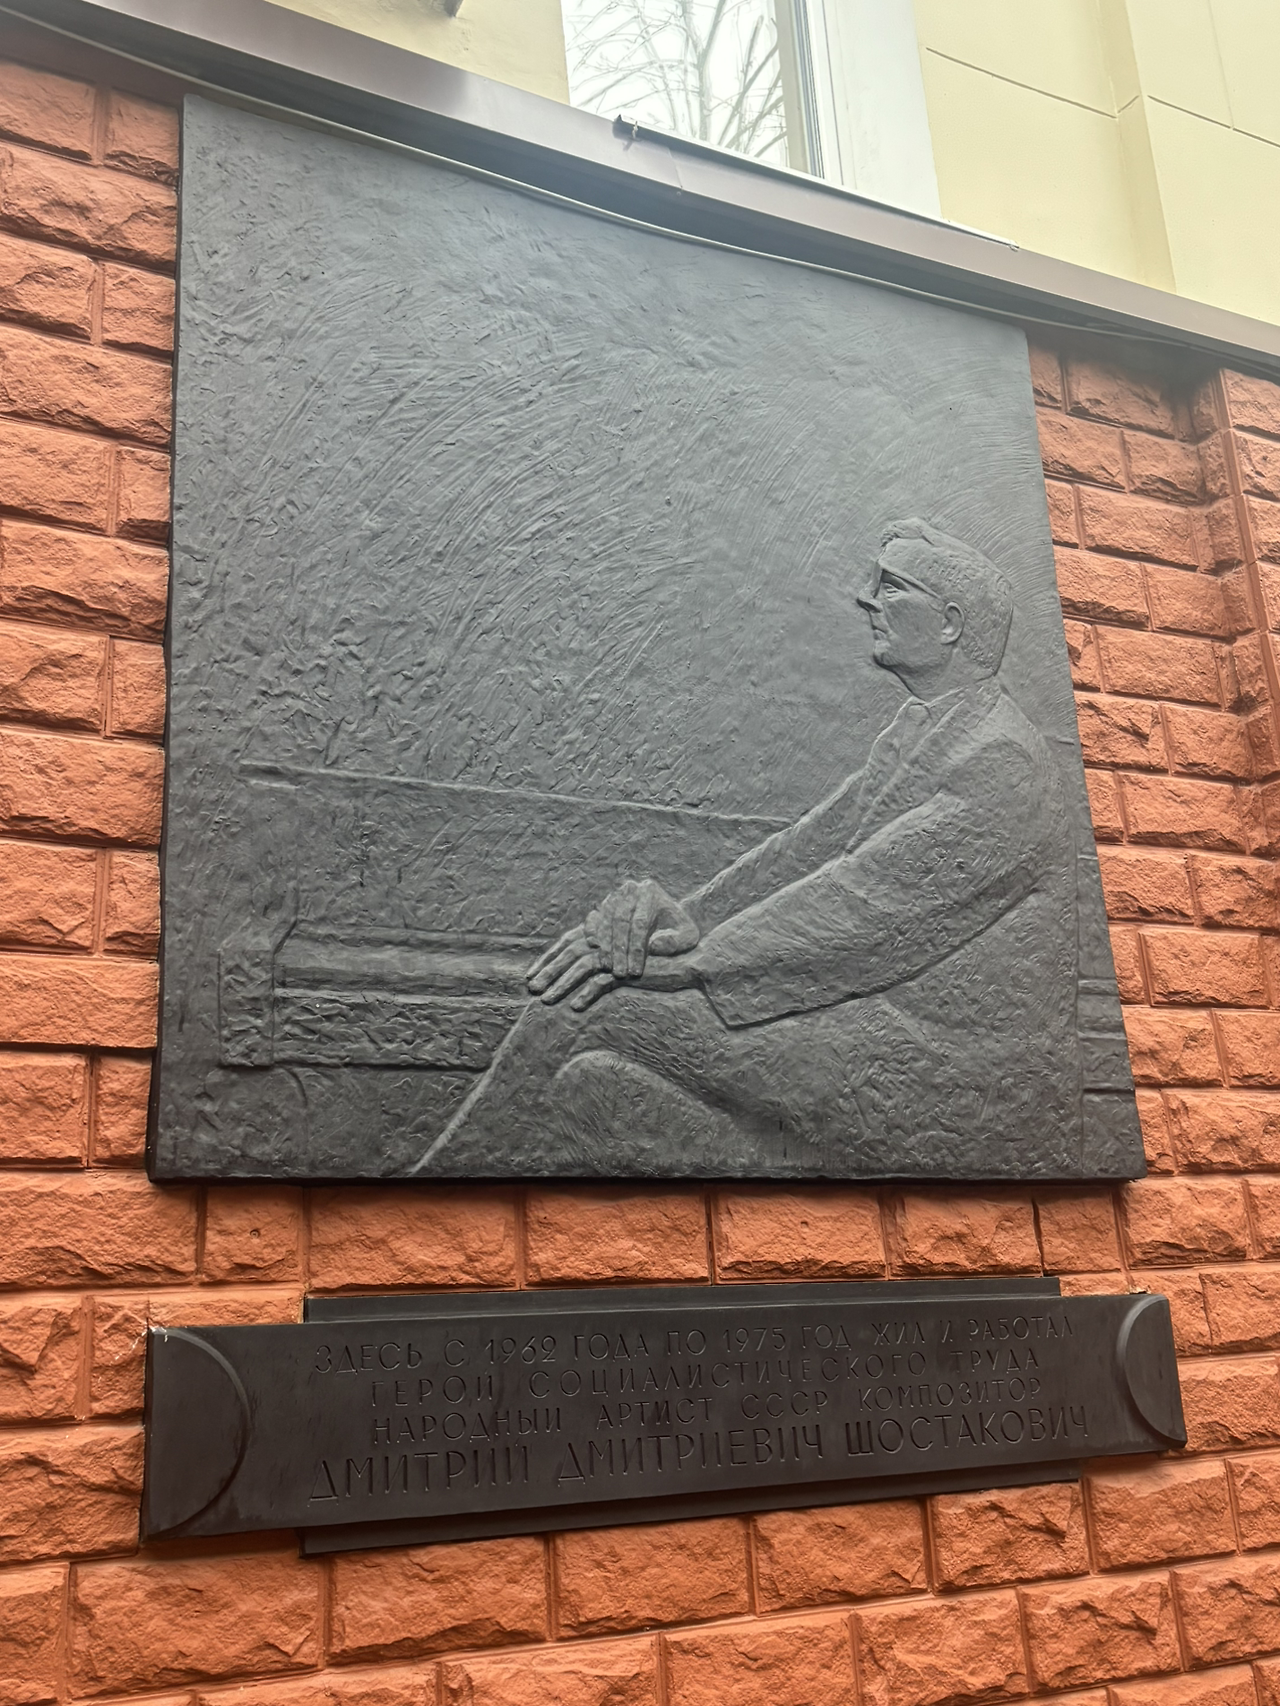 ЗДЕСЬ С 1962 ГОДА ПО 1975 ГОД ЖИЛ И РАБОТАЛ
ГЕРОЙ СОЦИАЛИСТИЧЕСКОГО ТРУДА
НАРОДНЫЙ АРТИСТ СССР КОМПОЗИТОР
ДМИТРИЙ ДМИТРИЕВИЧ ШОСТАКОВИЧ